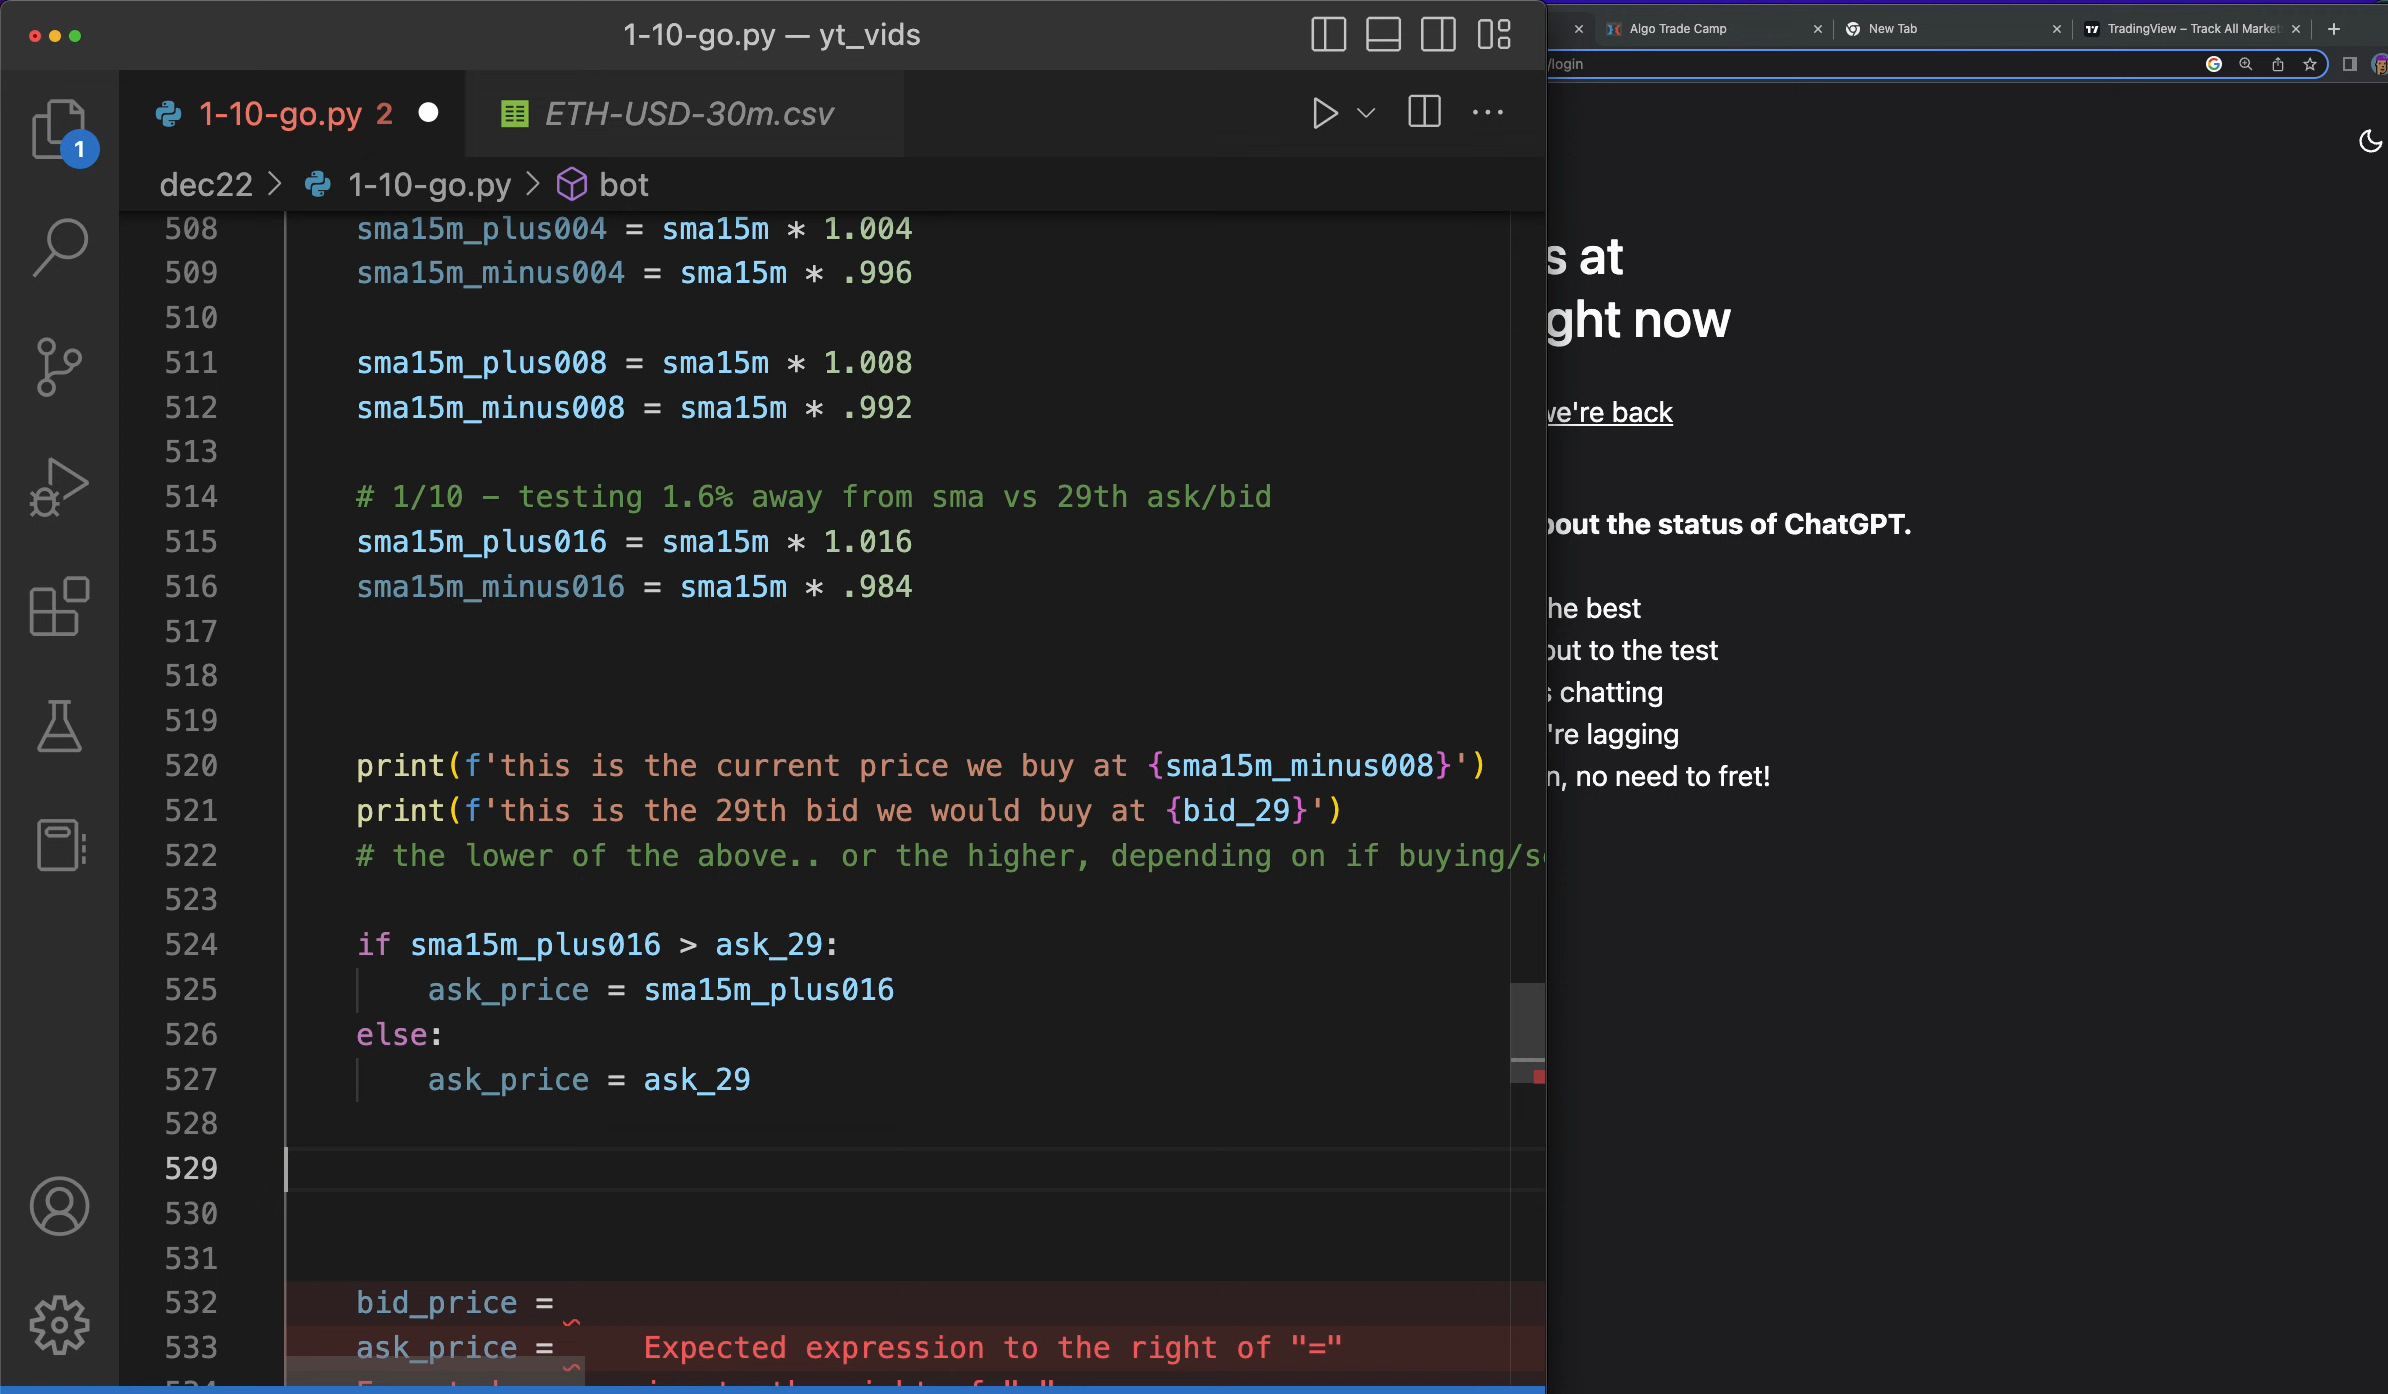 1-10-go.py — yt_vids
1-10-go.py 2
ETH-USD-30m.csv
dec22 > 1-10-go.py > bot
1
508 sma15m_plus004 = sma15m * 1.004
509 sma15m_minus004 = sma15m * .996
510
511 sma15m_plus008 = sma15m * 1.008
512 sma15m_minus008 = sma15m * .992
513
514 # 1/10 - testing 1.6% away from sma vs 29th ask/bid
515 sma15m_plus016 = sma15m * 1.016
516 sma15m_minus016 = sma15m * .984
517
518
519
520 print(f'this is the current price we buy at {sma15m_minus008}')
521 print(f'this is the 29th bid we would buy at {bid_29}')
522 # the lower of the above.. or the higher, depending on if buying/s
523
524 if sma15m_plus016 > ask_29:
525 ask_price = sma15m_plus016
526 else:
527 ask_price = ask_29
528
529
530
531
532 bid_price =
533 ask_price = Expected expression to the right of "="
Algo Trade Camp
New Tab
TradingView – Track All Market
/login
s at
ght now
we're back
bout the status of ChatGPT.
he best
out to the test
s chatting
're lagging
n, no need to fret!